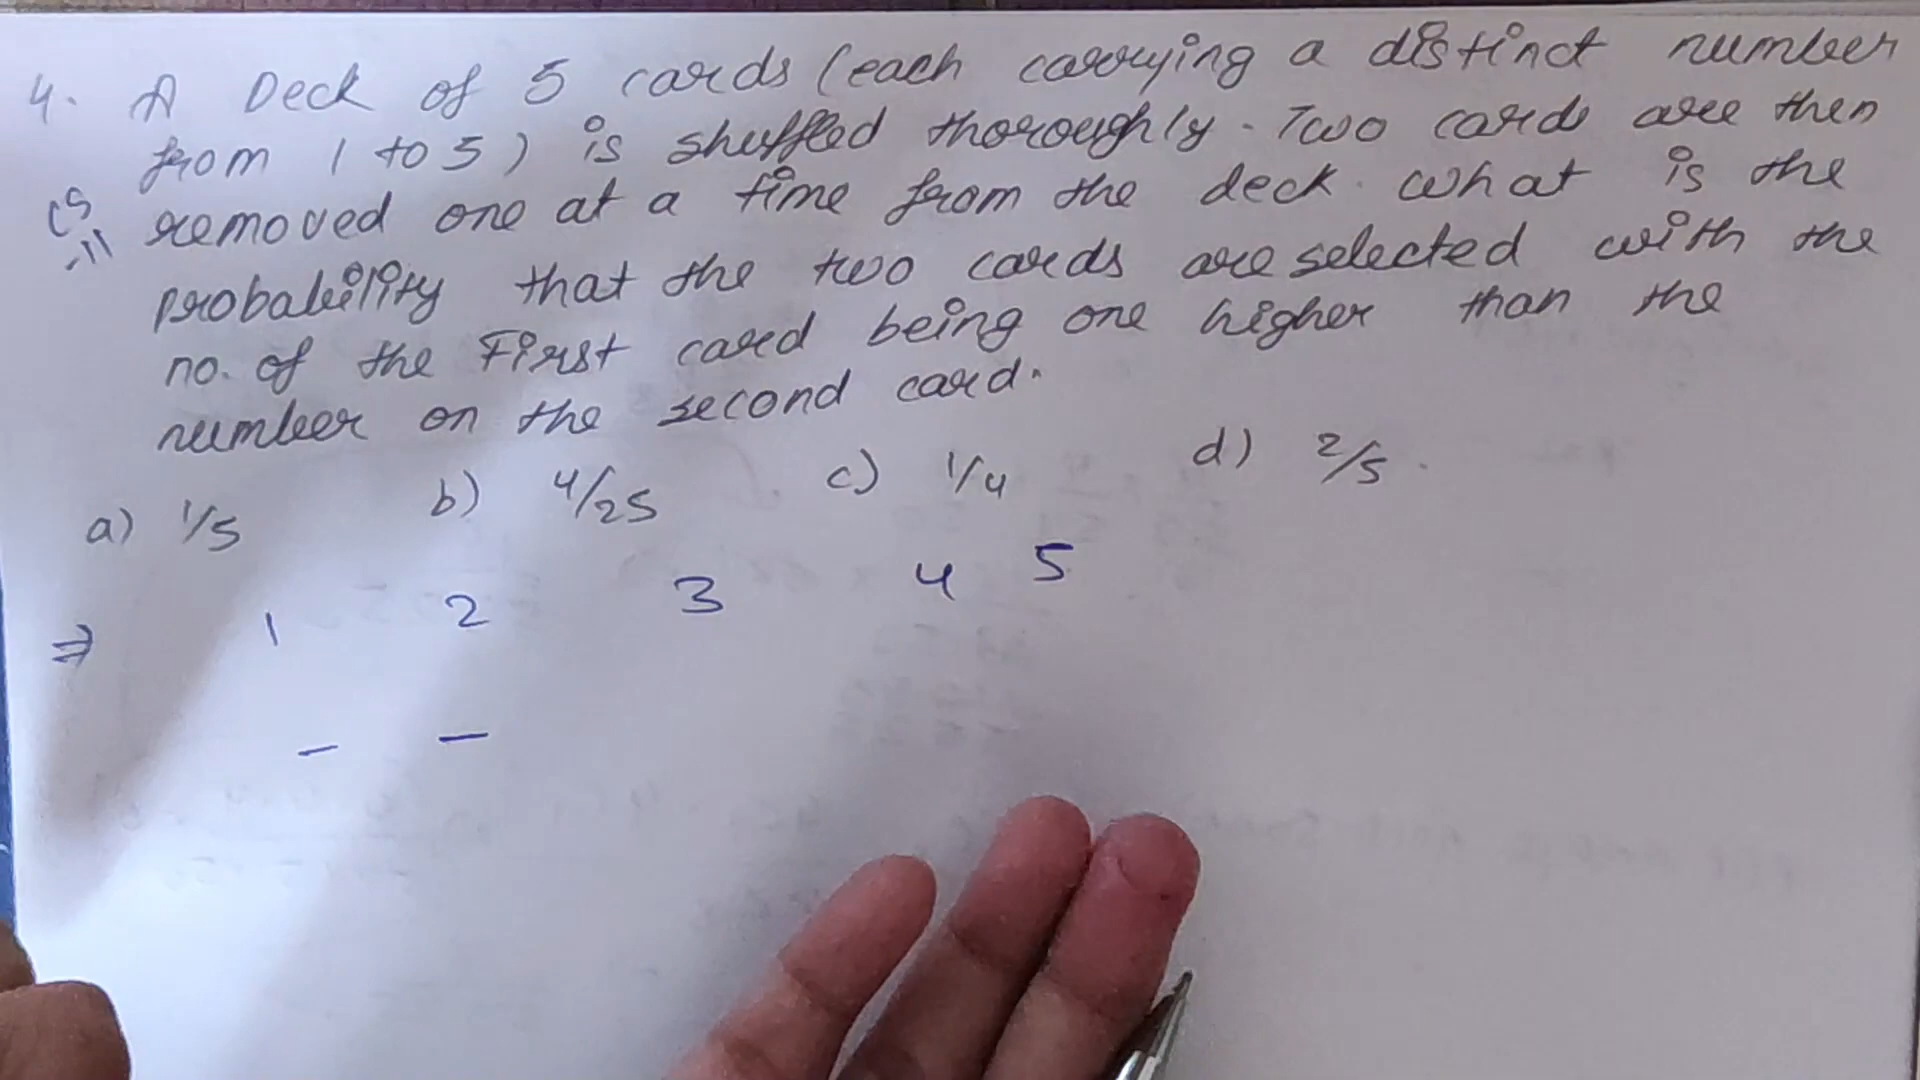 4. A Deck of 5 cards (each carrying a distinct number
from 1 to 5) is shuffled thoroughly. Two cards are then
CS
-11
removed one at a time from the deck. what is the
probability that the two cards are selected with the
no. of the First card being one higher than the
number on the second card.
a) 1/5 b) 4/25 c) 1/4 d) 2/5.
⇒ 1 2 3 4 5
— —